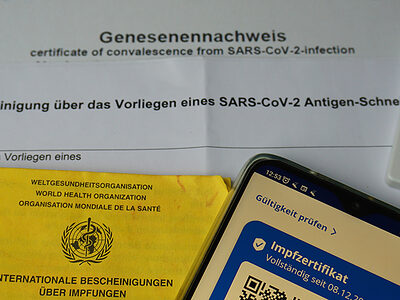 Genesenennachweis
certificate of convalescence from SARS-CoV-2-infection
einigung über das Vorliegen eines SARS-CoV-2 Antigen-Schne
s Vorliegen eines
WELTGESUNDHEITSORGANISATION
WORLD HEALTH ORGANIZATION
ORGANISATION MONDIALE DE LA SANTÉ
NTERNATIONALE BESCHEINIGUNGEN
ÜBER IMPFUNGEN
12:53
Gültigkeit prüfen >
Impfzertifikat
Vollständig seit 08.12.